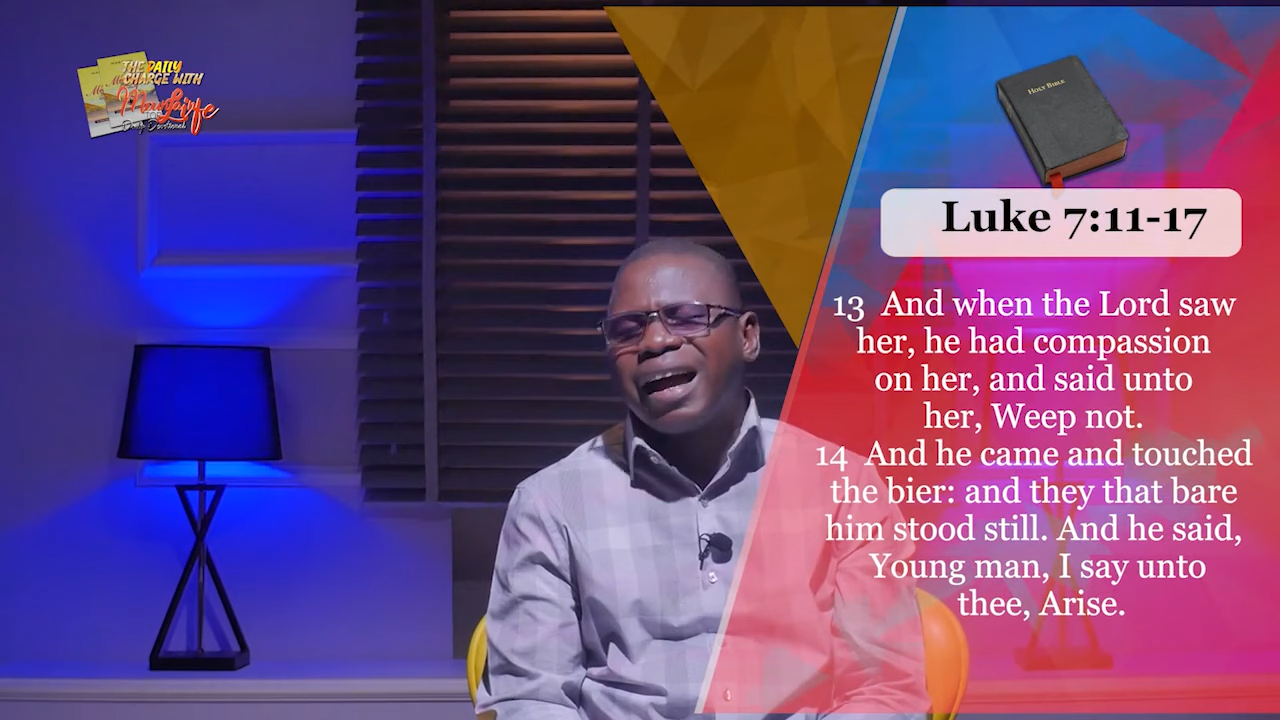 THE DAILY
CHARGE WITH
Daily Devotional
HOLY BIBLE
Luke 7:11-17
13 And when the Lord saw
her, he had compassion
on her, and said unto
her, Weep not.
14 And he came and touched
the bier: and they that bare
him stood still. And he said,
Young man, I say unto
thee, Arise.